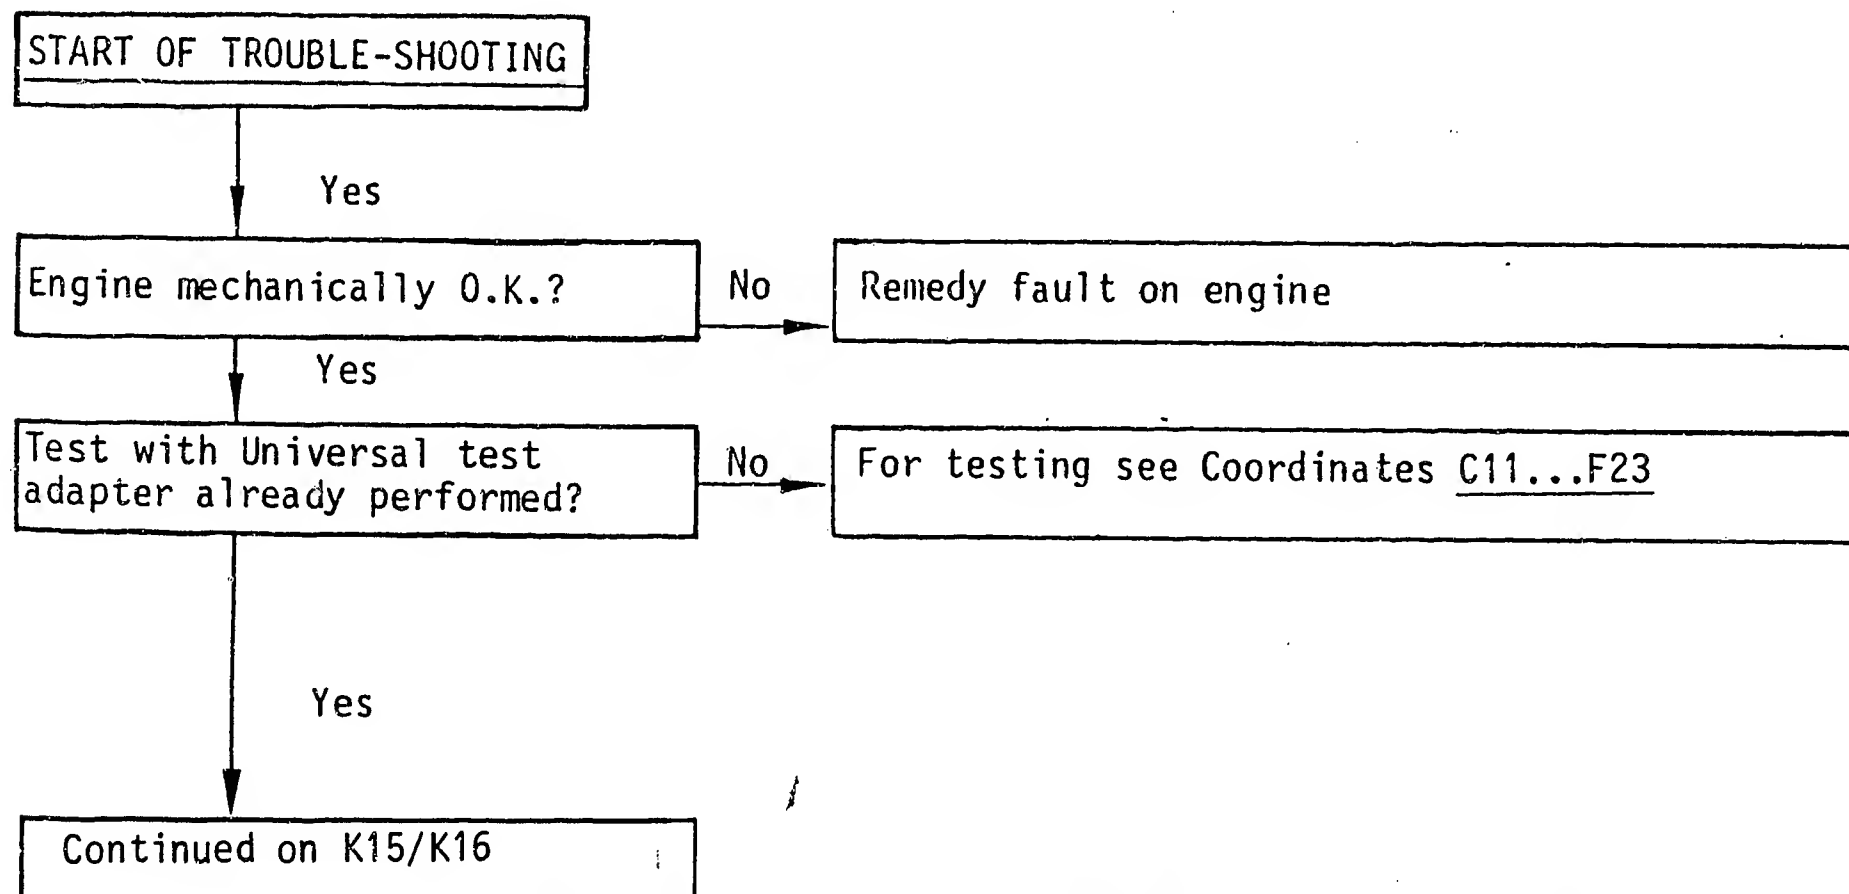 START OF TROUBLE-SHOOTING
Yes
Engine mechanically O.K.?
No
Remedy fault on engine
Yes
Test with Universal test
adapter already performed?
No
For testing see Coordinates C11...F23
Yes
Continued on K15/K16